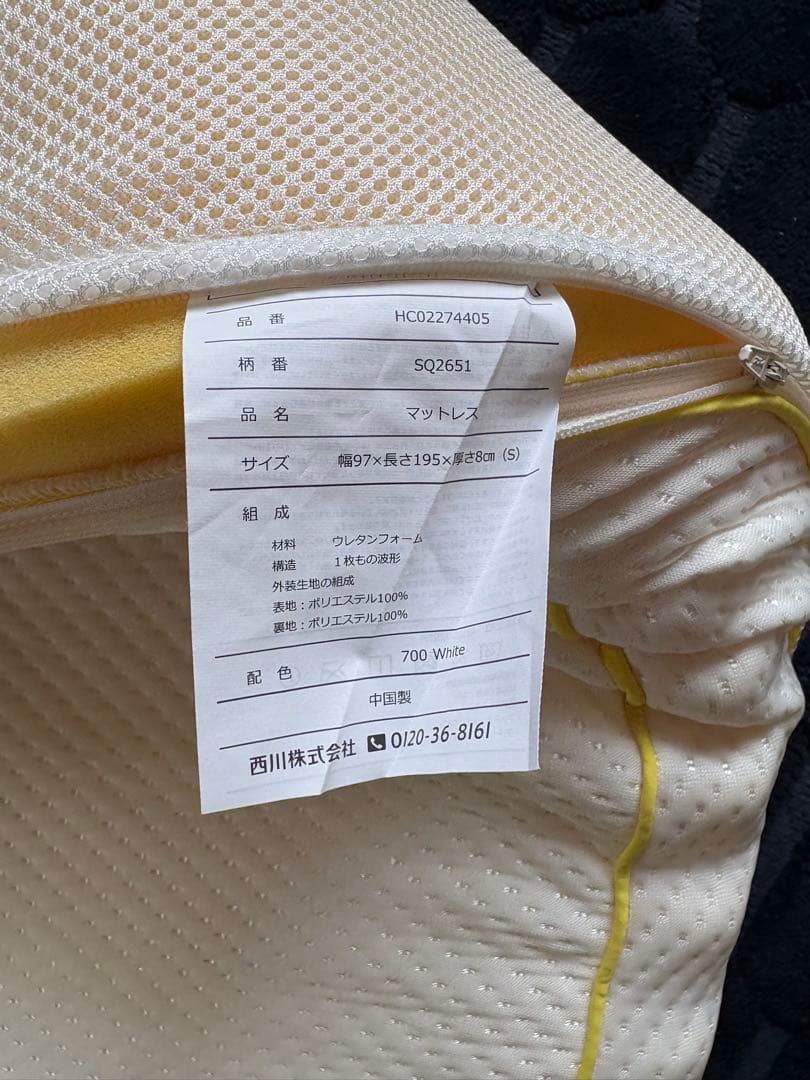 品番 HC02274405
柄番 SQ2651
品名 マットレス
サイズ 幅97×長さ195×厚さ8㎝（S）
組成
材料 ウレタンフォーム
構造 1枚もの波形
外装生地の組成
表地：ポリエステル100%
裏地：ポリエステル100%
配色 700 White
中国製
西川株式会社 0120-36-8161